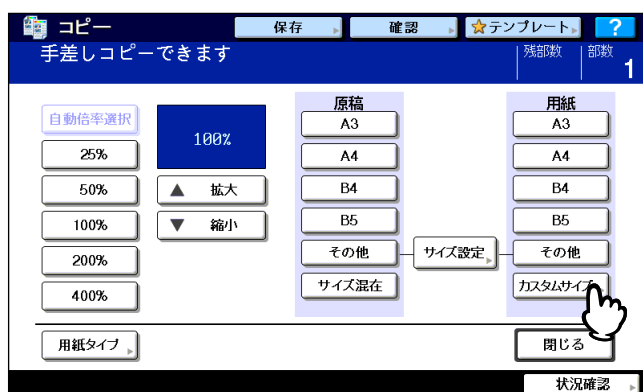 コピー
保存
確認
テンプレート
?
手差しコピーできます
残部数
部数
1
自動倍率選択
25%
50%
100%
200%
400%
100%
▲ 拡大
▼ 縮小
原稿
A3
A4
B4
B5
その他
サイズ混在
サイズ設定
用紙
A3
A4
B4
B5
その他
カスタムサイズ
用紙タイプ
閉じる
状況確認